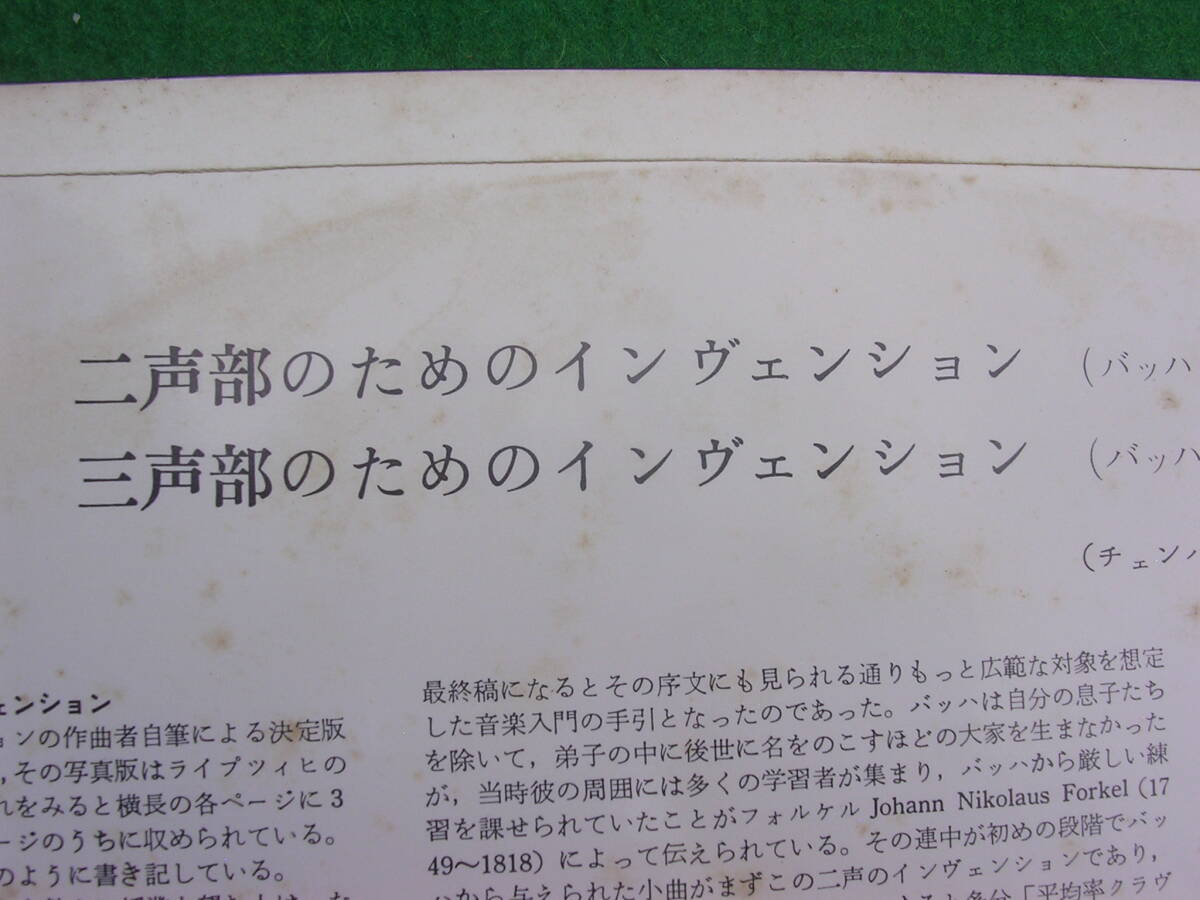 二声部のためのインヴェンション (バッハ
三声部のためのインヴェンション (バッハ
(チェン
ェンション
ョンの作曲者自筆による決定版
，その写真版はライプツィヒの
れをみると横長の各ページに3
ージのうちに収められている。
のように書き記している。
最終稿になるとその序文にも見られる通りもっと広範な対象を想定
した音楽入門の手引となったのであった。バッハは自分の息子たち
を除いて，弟子の中に後世に名をのこすほどの大家を生まなかった
が，当時彼の周囲には多くの学習者が集まり，バッハから厳しい練
習を課せられていたことがフォルケル Johann Nikolaus Forkel (17
49～1818) によって伝えられている。その連中が初めの段階でバッ
から与えられた小曲がまずこの二声のインヴェンションであり，
ると多分「平均率クラヴ